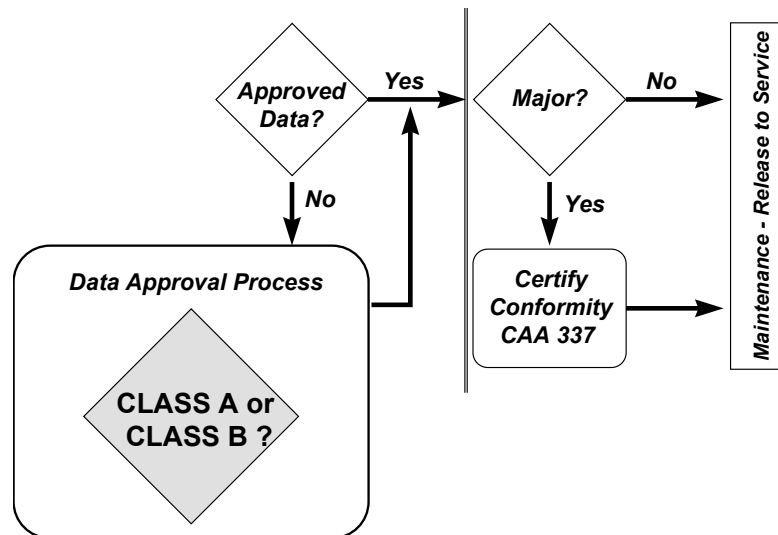 Approved
Data?
Yes
No
Data Approval Process
CLASS A or
CLASS B ?
Major?
No
Yes
Certify
Conformity
CAA 337
Maintenance - Release to Service